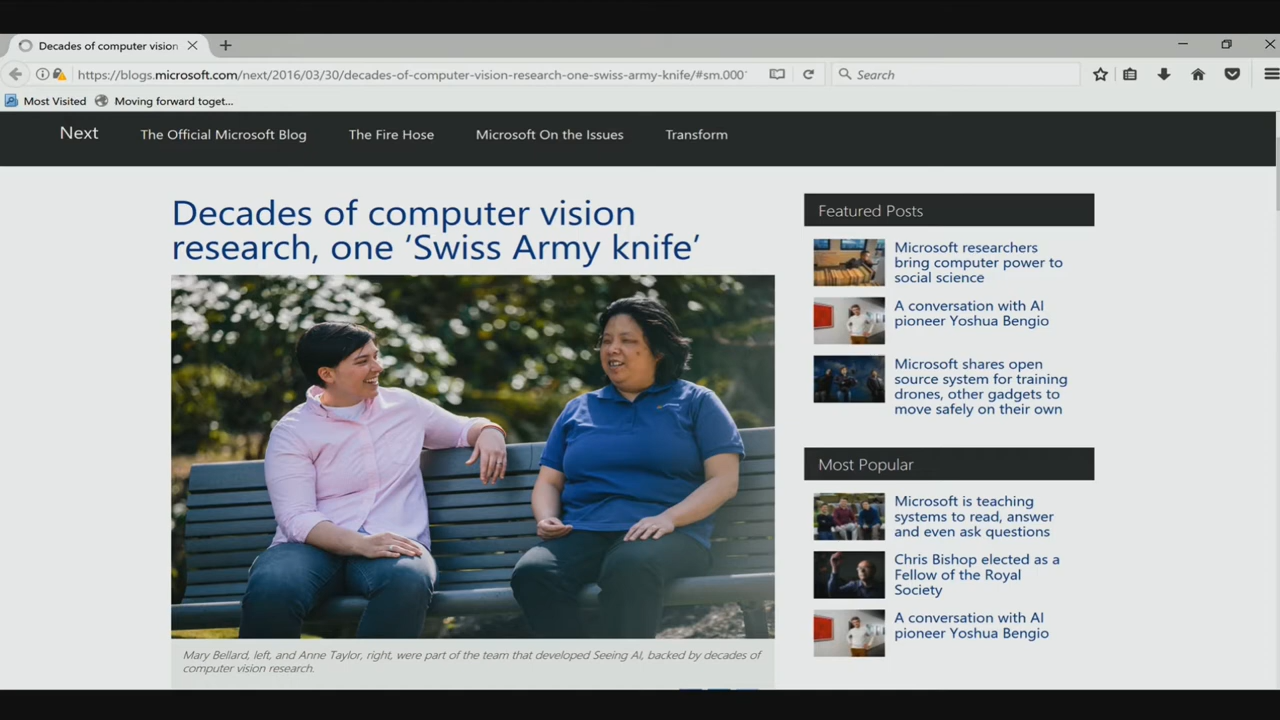 Decades of computer vision
https://blogs.microsoft.com/next/2016/03/30/decades-of-computer-vision-research-one-swiss-army-knife/#sm.000
Search
Most Visited
Moving forward toget...
Next
The Official Microsoft Blog
The Fire Hose
Microsoft On the Issues
Transform
Decades of computer vision
research, one ‘Swiss Army knife’
Mary Bellard, left, and Anne Taylor, right, were part of the team that developed Seeing AI, backed by decades of
computer vision research.
Featured Posts
Microsoft researchers
bring computer power to
social science
A conversation with AI
pioneer Yoshua Bengio
Microsoft shares open
source system for training
drones, other gadgets to
move safely on their own
Most Popular
Microsoft is teaching
systems to read, answer
and even ask questions
Chris Bishop elected as a
Fellow of the Royal
Society
A conversation with AI
pioneer Yoshua Bengio